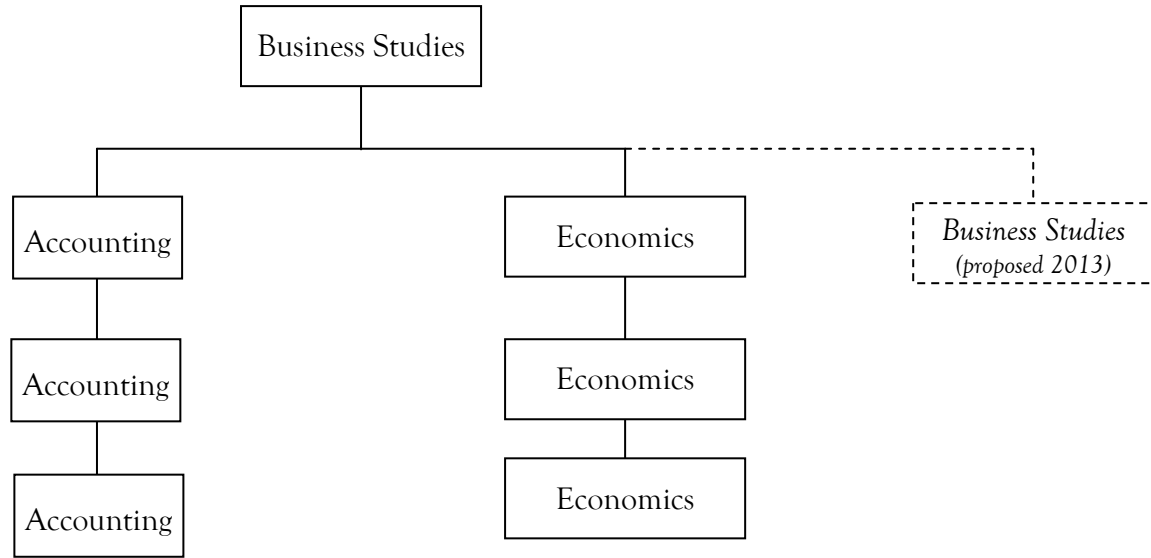 Business Studies
Accounting
Economics
Business Studies
(proposed 2013)
Accounting
Economics
Accounting
Economics